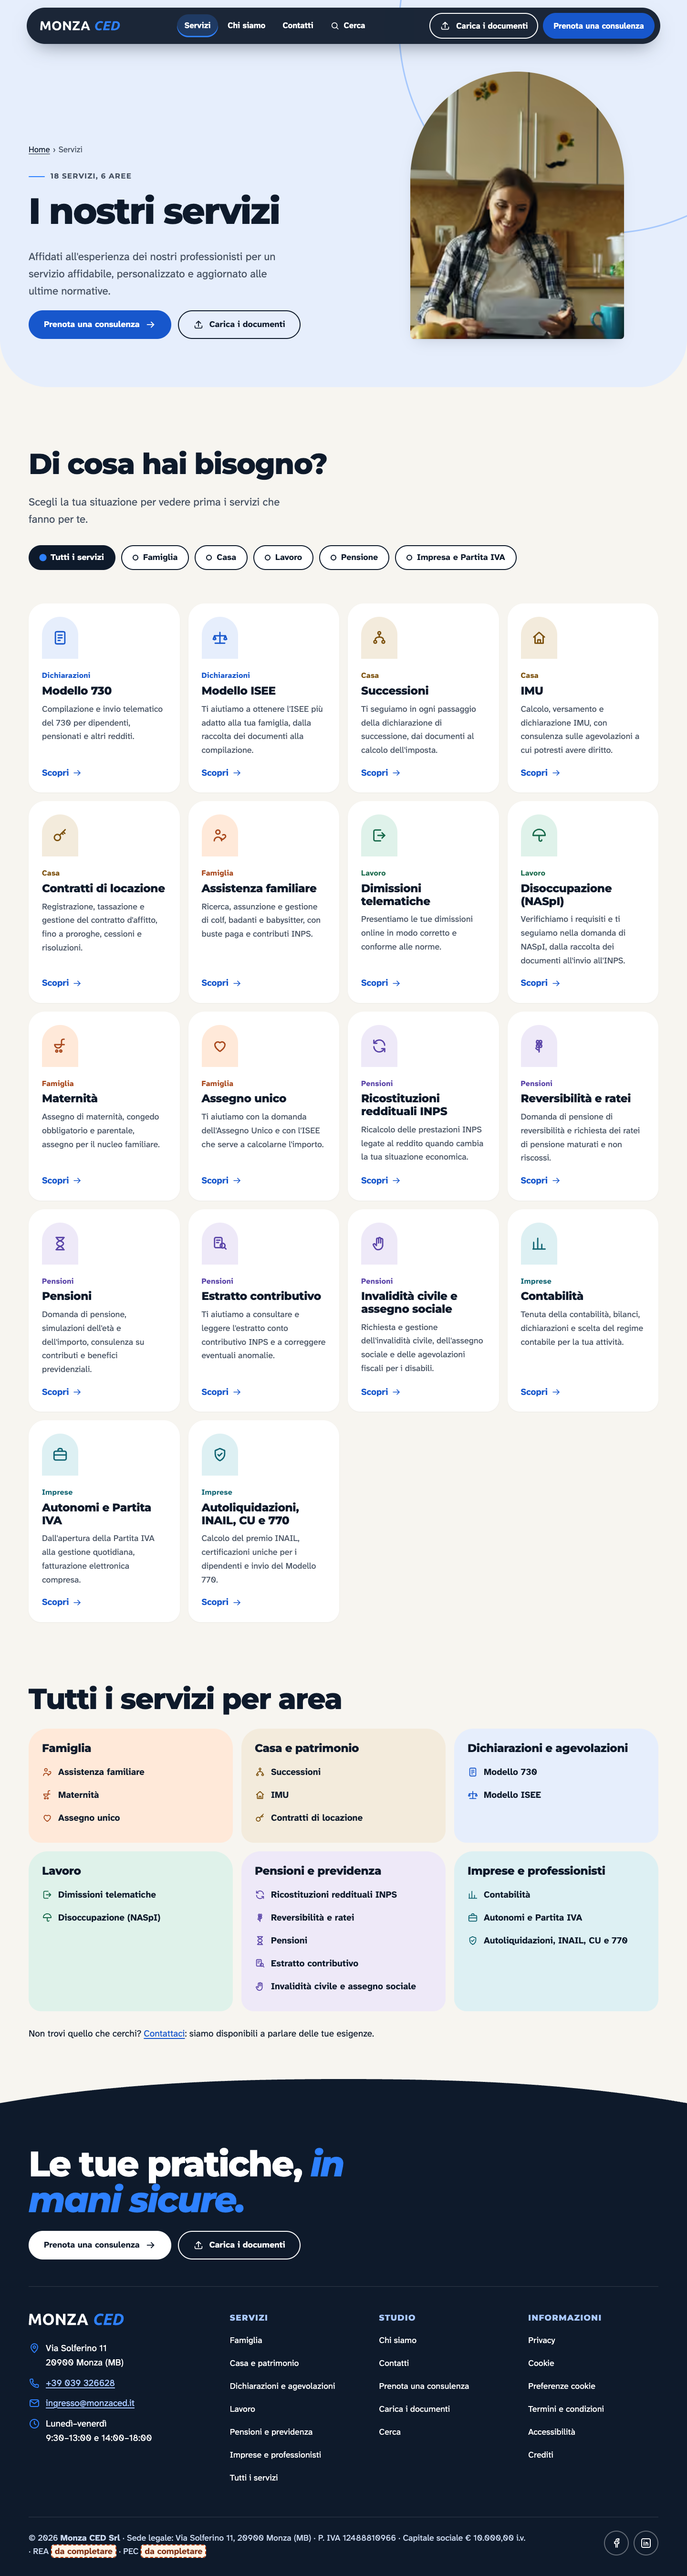 MONZA CED
Servizi
Chi siamo
Contatti
Cerca
Carica i documenti
Prenota una consulenza
Home › Servizi
18 SERVIZI, 6 AREE
I nostri servizi
Affidati all'esperienza dei nostri professionisti per un
servizio affidabile, personalizzato e aggiornato alle
ultime normative.
Prenota una consulenza →
Carica i documenti
Di cosa hai bisogno?
Scegli la tua situazione per vedere prima i servizi che
fanno per te.
Tutti i servizi
Famiglia
Casa
Lavoro
Pensione
Impresa e Partita IVA
Dichiarazioni
Modello 730
Compilazione e invio telematico
del 730 per dipendenti,
pensionati e altri redditi.
Scopri →
Dichiarazioni
Modello ISEE
Ti aiutiamo a ottenere l'ISEE più
adatto alla tua famiglia, dalla
raccolta dei documenti alla
compilazione.
Scopri →
Casa
Successioni
Ti seguiamo in ogni passaggio
della dichiarazione di
successione, dai documenti al
calcolo dell'imposta.
Scopri →
Casa
IMU
Calcolo, versamento e
dichiarazione IMU, con
consulenza sulle agevolazioni a
cui potresti avere diritto.
Scopri →
Casa
Contratti di locazione
Registrazione, tassazione e
gestione del contratto d'affitto,
fino a proroghe, cessioni e
risoluzioni.
Scopri →
Famiglia
Assistenza familiare
Ricerca, assunzione e gestione
di colf, badanti e babysitter, con
buste paga e contributi INPS.
Scopri →
Lavoro
Dimissioni
telematiche
Presentiamo le tue dimissioni
online in modo corretto e
conforme alle norme.
Scopri →
Lavoro
Disoccupazione
(NASpI)
Verifichiamo i requisiti e ti
seguiamo nella domanda di
NASpI, dalla raccolta dei
documenti all'invio all'INPS.
Scopri →
Famiglia
Maternità
Assegno di maternità, congedo
obbligatorio e parentale,
assegno per il nucleo familiare.
Scopri →
Famiglia
Assegno unico
Ti aiutiamo con la domanda
dell'Assegno Unico e con l'ISEE
che serve a calcolarne l'importo.
Scopri →
Pensioni
Ricostituzioni
reddituali INPS
Ricalcolo delle prestazioni INPS
legate al reddito quando cambia
la tua situazione economica.
Scopri →
Pensioni
Reversibilità e ratei
Domanda di pensione di
reversibilità e richiesta dei ratei
di pensione maturati e non
riscossi.
Scopri →
Pensioni
Pensioni
Domanda di pensione,
simulazioni dell'età e
dell'importo, consulenza su
contributi e benefici
previdenziali.
Scopri →
Pensioni
Estratto contributivo
Ti aiutiamo a consultare e
leggere l'estratto conto
contributivo INPS e a correggere
eventuali anomalie.
Scopri →
Pensioni
Invalidità civile e
assegno sociale
Richiesta e gestione
dell'invalidità civile, dell'assegno
sociale e delle agevolazioni
fiscali per i disabili.
Scopri →
Imprese
Contabilità
Tenuta della contabilità, bilanci,
dichiarazioni e scelta del regime
contabile per la tua attività.
Scopri →
Imprese
Autonomi e Partita
IVA
Dall'apertura della Partita IVA
alla gestione quotidiana,
fatturazione elettronica
compresa.
Scopri →
Imprese
Autoliquidazioni,
INAIL, CU e 770
Calcolo del premio INAIL,
certificazioni uniche per i
dipendenti e invio del Modello
770.
Scopri →
Tutti i servizi per area
Famiglia
Assistenza familiare
Maternità
Assegno unico
Casa e patrimonio
Successioni
IMU
Contratti di locazione
Dichiarazioni e agevolazioni
Modello 730
Modello ISEE
Lavoro
Dimissioni telematiche
Disoccupazione (NASpI)
Pensioni e previdenza
Ricostituzioni reddituali INPS
Reversibilità e ratei
Pensioni
Estratto contributivo
Invalidità civile e assegno sociale
Imprese e professionisti
Contabilità
Autonomi e Partita IVA
Autoliquidazioni, INAIL, CU e 770
Non trovi quello che cerchi? Contattaci: siamo disponibili a parlare delle tue esigenze.
Le tue pratiche, in
mani sicure.
Prenota una consulenza →
Carica i documenti
MONZA CED
Via Solferino 11
20900 Monza (MB)
+39 039 326628
ingresso@monzaced.it
Lunedì–venerdì
9:30–13:00 e 14:00–18:00
SERVIZI
Famiglia
Casa e patrimonio
Dichiarazioni e agevolazioni
Lavoro
Pensioni e previdenza
Imprese e professionisti
Tutti i servizi
STUDIO
Chi siamo
Contatti
Prenota una consulenza
Carica i documenti
Cerca
INFORMAZIONI
Privacy
Cookie
Preferenze cookie
Termini e condizioni
Accessibilità
Crediti
© 2026 Monza CED Srl · Sede legale: Via Solferino 11, 20900 Monza (MB) · P. IVA 12488810966 · Capitale sociale € 10.000,00 i.v.
· REA da completare · PEC da completare